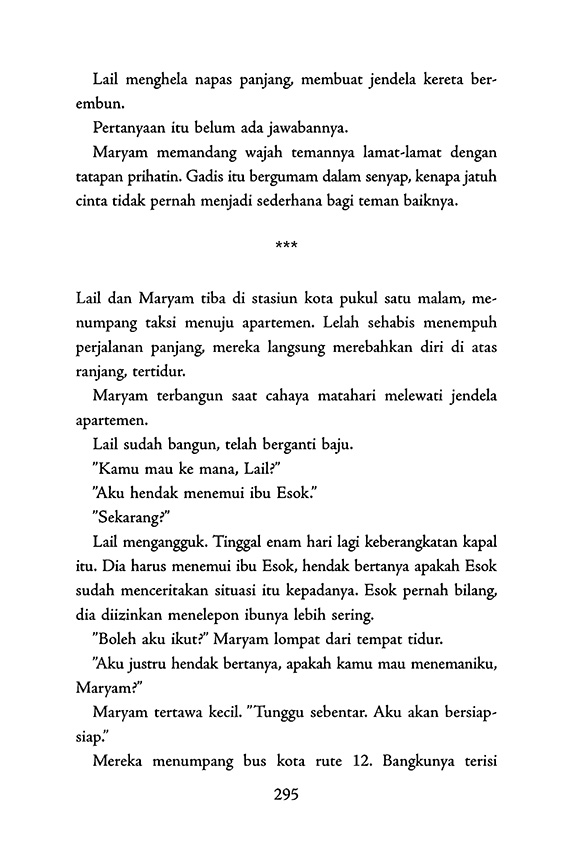 Lail menghela napas panjang, membuat jendela kereta ber-
embun.
Pertanyaan itu belum ada jawabannya.
Maryam memandang wajah temannya lamat-lamat dengan
tatapan prihatin. Gadis itu bergumam dalam senyap, kenapa jatuh
cinta tidak pernah menjadi sederhana bagi teman baiknya.
***
Lail dan Maryam tiba di stasiun kota pukul satu malam, me-
numpang taksi menuju apartemen. Lelah sehabis menempuh
perjalanan panjang, mereka langsung merebahkan diri di atas
ranjang, tertidur.
Maryam terbangun saat cahaya matahari melewati jendela
apartemen.
Lail sudah bangun, telah berganti baju.
”Kamu mau ke mana, Lail?”
”Aku hendak menemui ibu Esok.”
”Sekarang?”
Lail mengangguk. Tinggal enam hari lagi keberangkatan kapal
itu. Dia harus menemui ibu Esok, hendak bertanya apakah Esok
sudah menceritakan situasi itu kepadanya. Esok pernah bilang,
dia diizinkan menelepon ibunya lebih sering.
”Boleh aku ikut?” Maryam lompat dari tempat tidur.
”Aku justru hendak bertanya, apakah kamu mau menemaniku,
Maryam?”
Maryam tertawa kecil. ”Tunggu sebentar. Aku akan bersiap-
siap.”
Mereka menumpang bus kota rute 12. Bangkunya terisi
295